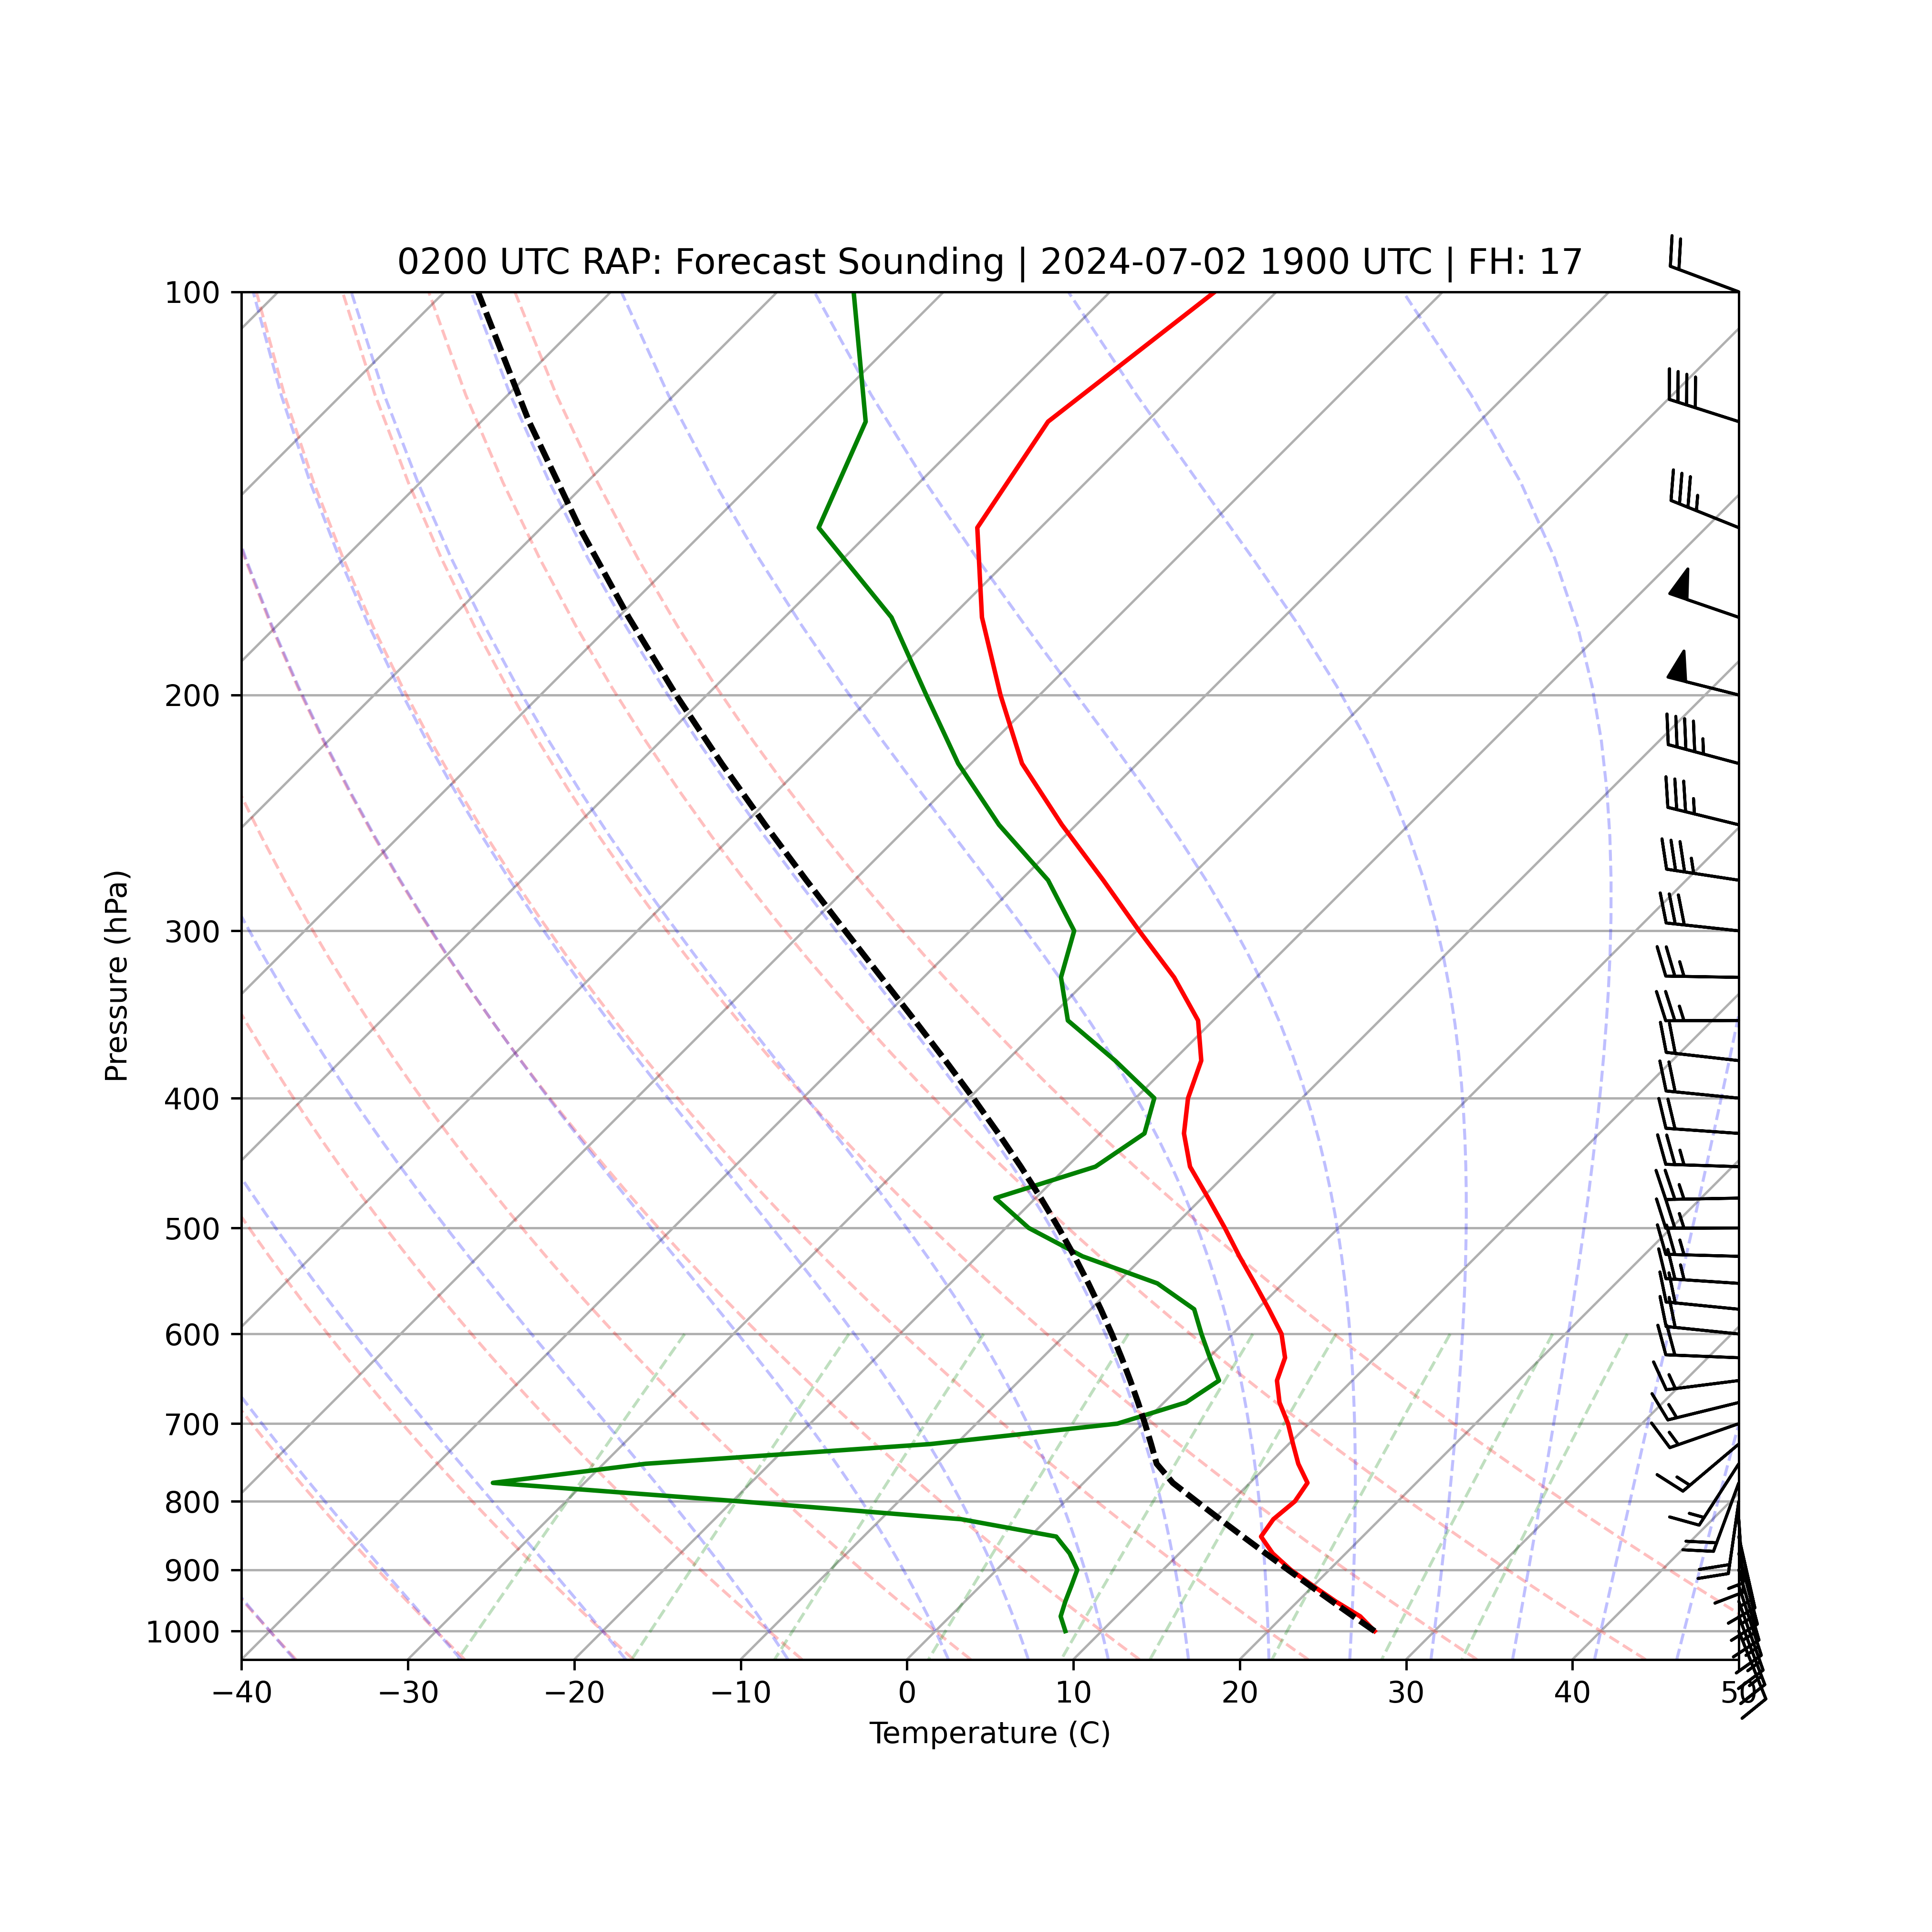 0200 UTC RAP: Forecast Sounding | 2024-07-02 1900 UTC | FH: 17
100
200
300
400
500
600
700
800
900
1000
Pressure (hPa)
−40 −30 −20 −10 0 10 20 30 40 50
Temperature (C)